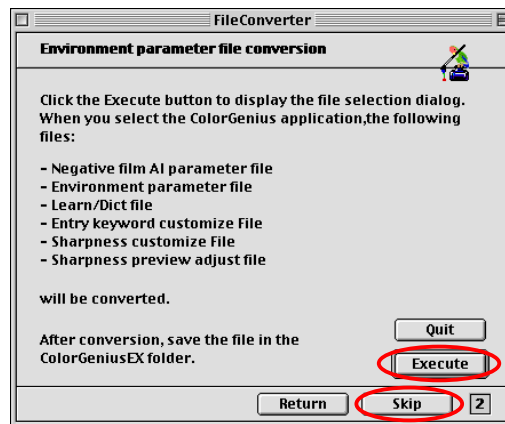 FileConverter
Environment parameter file conversion
Click the Execute button to display the file selection dialog.
When you select the ColorGenius application,the following
files:
- Negative film AI parameter file
- Environment parameter file
- Learn/Dict file
- Entry keyword customize File
- Sharpness customize File
- Sharpness preview adjust file
will be converted.
After conversion, save the file in the
ColorGeniusEX folder.
Quit
Execute
Return
Skip
2